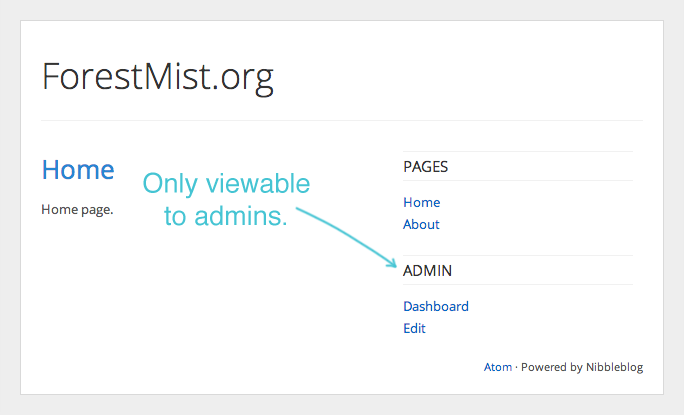 ForestMist.org
Home
Home page.
Only viewable
to admins.
PAGES
Home
About
ADMIN
Dashboard
Edit
Atom · Powered by Nibbleblog